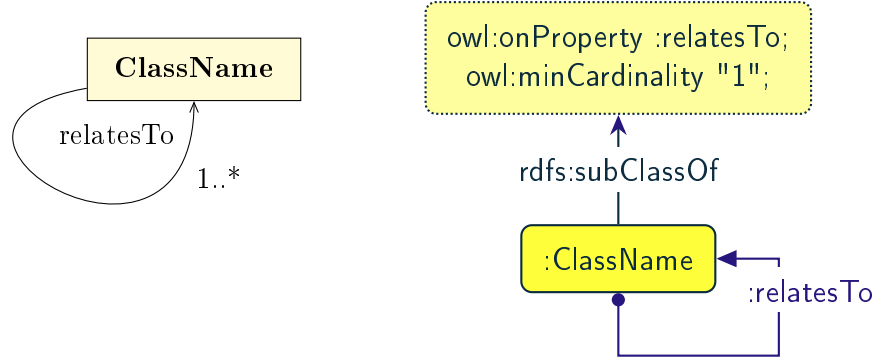 ClassName
relatesTo
1..*
owl:onProperty :relatesTo;
owl:minCardinality "1";
rdfs:subClassOf
:ClassName
:relatesTo